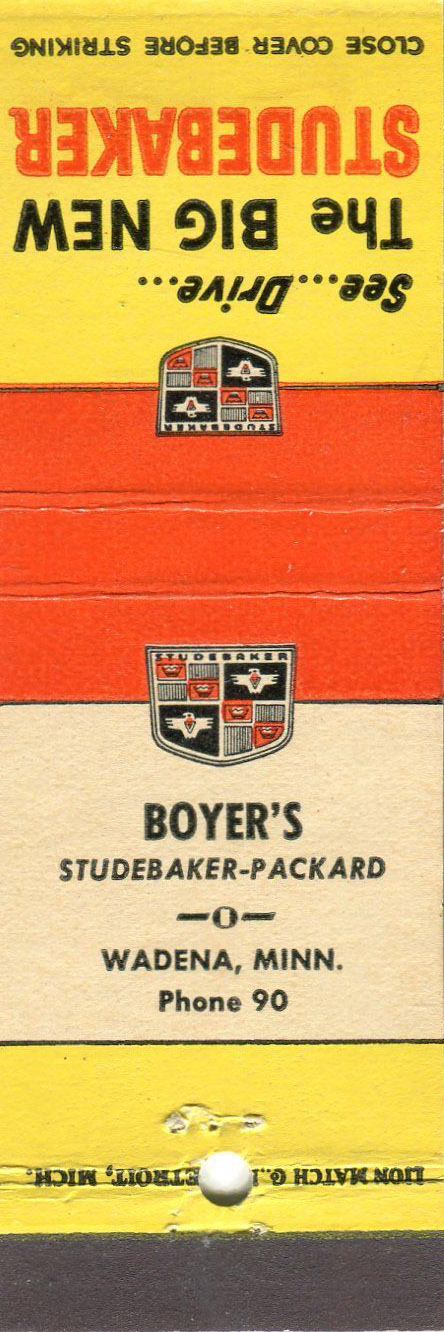 CLOSE COVER BEFORE STRIKING
See...Drive...
The BIG NEW
STUDEBAKER
STUDEBAKER
STUDEBAKER
BOYER'S
STUDEBAKER-PACKARD
—O—
WADENA, MINN.
Phone 90
LION MATCH ETROIT, MICH.